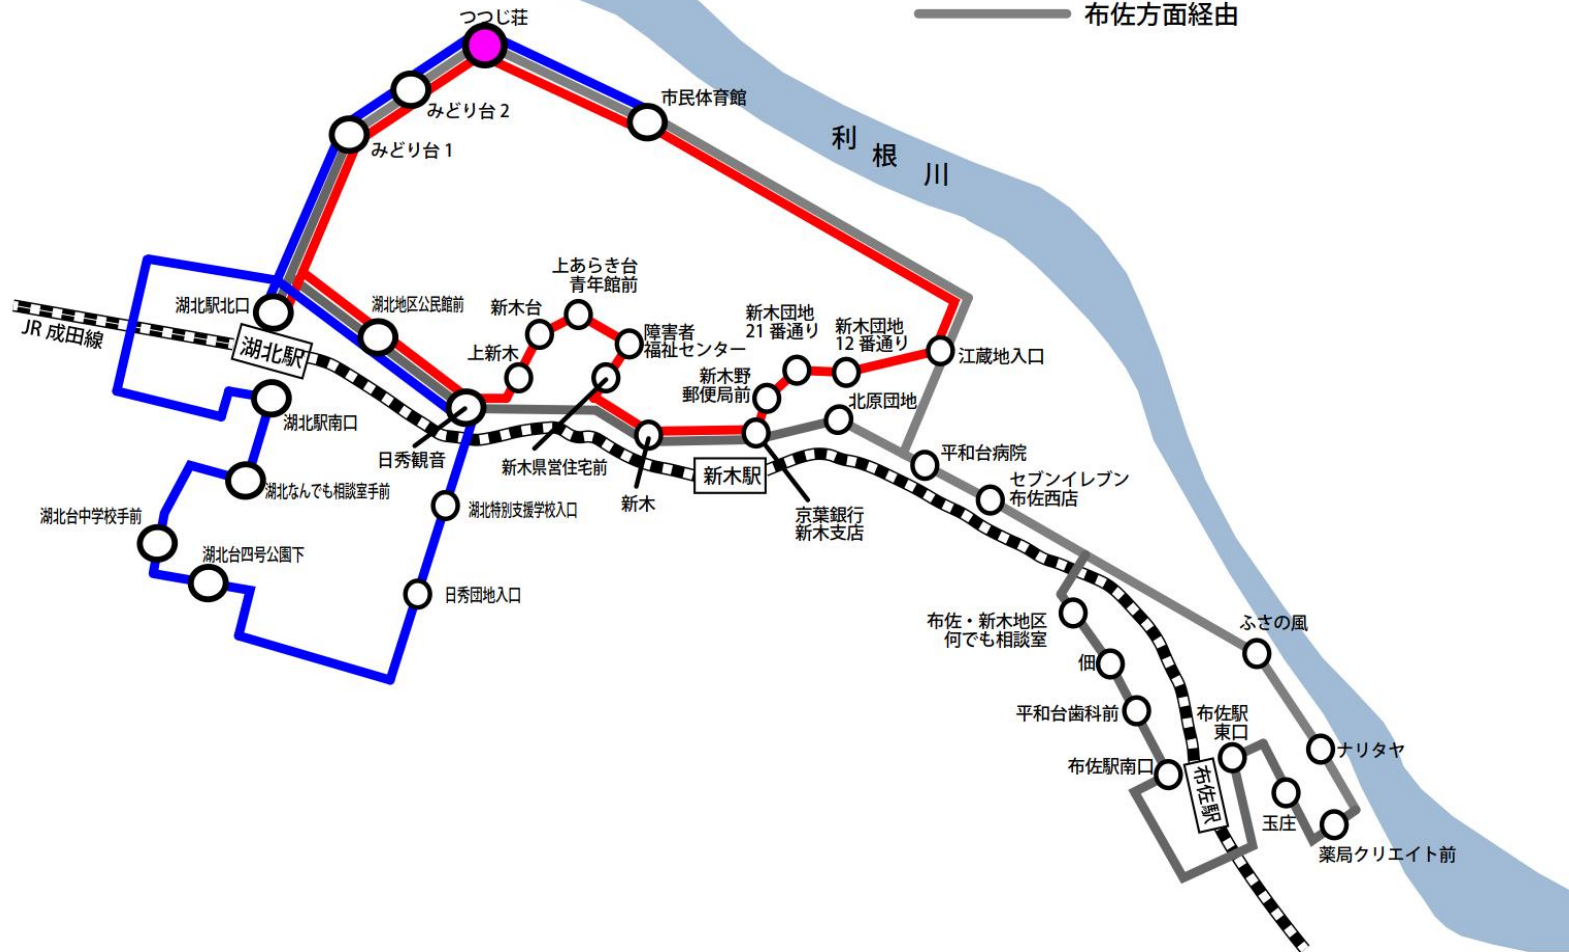 つつじ荘
布佐方面経由
みどり台 2
市民体育館
みどり台 1
利根川
上あらき台
青年館前
湖北駅北口
湖北地区公民館前
新木台
新木団地
21 番通り
新木団地
12 番通り
JR 成田線
湖北駅
上新木
障害者
福祉センター
江蔵地入口
新木野
郵便局前
北原団地
湖北駅南口
日秀観音
新木県営住宅前
新木駅
平和台病院
セブンイレブン
布佐西店
湖北なんでも相談室手前
湖北特別支援学校入口
新木
京葉銀行
新木支店
湖北台中学校手前
湖北台四号公園下
日秀団地入口
布佐・新木地区
何でも相談室
ふさの風
佃
平和台歯科前
布佐駅
東口
布佐駅南口
布佐駅
ナリタヤ
玉庄
薬局クリエイト前